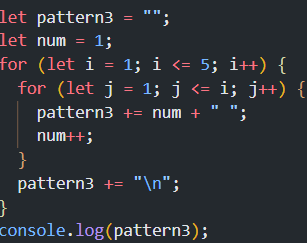 let pattern3 = "";
let num = 1;
for (let i = 1; i <= 5; i++) {
  for (let j = 1; j <= i; j++) {
    pattern3 += num + " ";
    num++;
  }
  pattern3 += "\n";
}
console.log(pattern3);